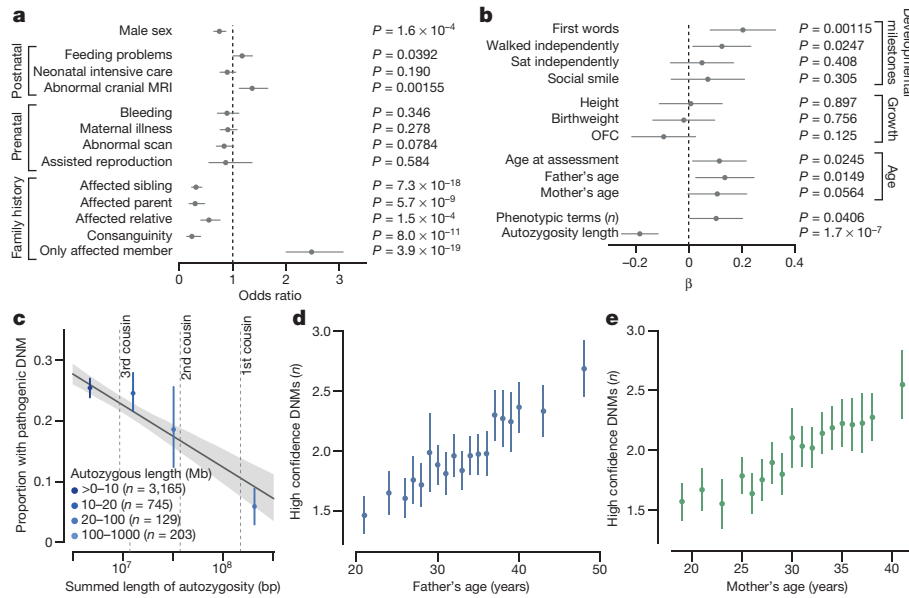 a
Male sex P = 1.6 × 10⁻⁴
Postnatal
Feeding problems P = 0.0392
Neonatal intensive care P = 0.190
Abnormal cranial MRI P = 0.00155
Prenatal
Bleeding P = 0.346
Maternal illness P = 0.278
Abnormal scan P = 0.0784
Assisted reproduction P = 0.584
Family history
Affected sibling P = 7.3 × 10⁻¹⁸
Affected parent P = 5.7 × 10⁻⁹
Affected relative P = 1.5 × 10⁻⁴
Consanguinity P = 8.0 × 10⁻¹¹
Only affected member P = 3.9 × 10⁻¹⁹
0 1 2 3
Odds ratio
b
First words P = 0.00115
Walked independently P = 0.0247
Sat independently P = 0.408
Social smile P = 0.305
Developmental
milestones
Height P = 0.897
Birthweight P = 0.756
OFC P = 0.125
Growth
Age at assessment P = 0.0245
Father's age P = 0.0149
Mother's age P = 0.0564
Age
Phenotypic terms (n) P = 0.0406
Autozygosity length P = 1.7 × 10⁻⁷
−0.2 0 0.2 0.4
β
c
Proportion with pathogenic DNM
0.3
0.2
0.1
0
3rd cousin
2nd cousin
1st cousin
Autozygous length (Mb)
>0–10 (n = 3,165)
10–20 (n = 745)
20–100 (n = 129)
100–1000 (n = 203)
10⁷ 10⁸
Summed length of autozygosity (bp)
d
High confidence DNMs (n)
3.0
2.5
2.0
1.5
20 30 40 50
Father's age (years)
e
High confidence DNMs (n)
3.0
2.5
2.0
1.5
20 25 30 35 40
Mother's age (years)